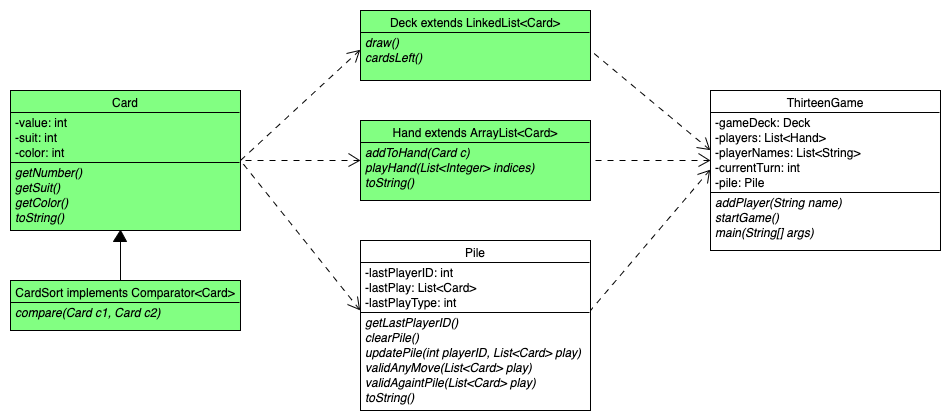 Deck extends LinkedList<Card>
draw()
cardsLeft()
Card
-value: int
-suit: int
-color: int
getNumber()
getSuit()
getColor()
toString()
Hand extends ArrayList<Card>
addToHand(Card c)
playHand(List<Integer> indices)
toString()
ThirteenGame
-gameDeck: Deck
-players: List<Hand>
-playerNames: List<String>
-currentTurn: int
-pile: Pile
addPlayer(String name)
startGame()
main(String[] args)
Pile
-lastPlayerID: int
-lastPlay: List<Card>
-lastPlayType: int
getLastPlayerID()
clearPile()
updatePile(int playerID, List<Card> play)
validAnyMove(List<Card> play)
validAgaintPile(List<Card> play)
toString()
CardSort implements Comparator<Card>
compare(Card c1, Card c2)